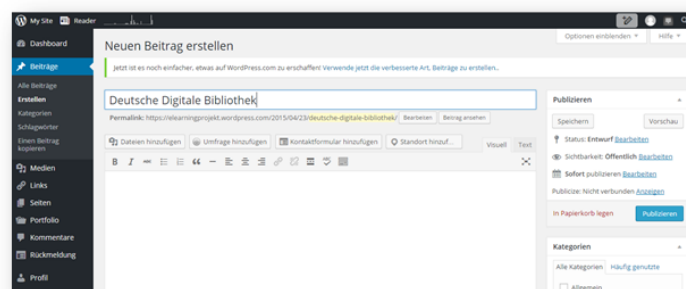 My Site Reader
Optionen einblenden Hilfe
Dashboard
Beiträge
Alle Beiträge
Erstellen
Kategorien
Schlagwörter
Einen Beitrag
kopieren
Medien
Links
Seiten
Portfolio
Kommentare
Rückmeldung
Profil
Neuen Beitrag erstellen
Jetzt ist es noch einfacher, etwas auf WordPress.com zu erschaffen! Verwende jetzt die verbesserte Art, Beiträge zu erstellen..
Deutsche Digitale Bibliothek
Permalink: https://elearningprojekt.wordpress.com/2015/04/23/deutsche-digitale-bibliothek/ Bearbeiten Beitrag ansehen
Dateien hinzufügen Umfrage hinzufügen Kontaktformular hinzufügen Standort hinzuf...
Visuell Text
B I ABC
Publizieren
Speichern Vorschau
Status: Entwurf Bearbeiten
Sichtbarkeit: Öffentlich Bearbeiten
Sofort publizieren Bearbeiten
Publicize: Nicht verbunden Anzeigen
In Papierkorb legen Publizieren
Kategorien
Alle Kategorien Häufig genutzte
Allgemein